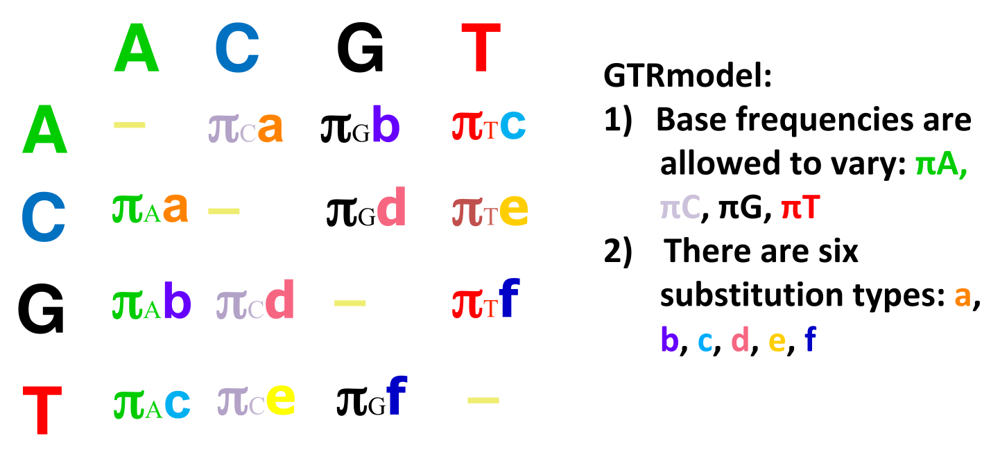 A C G T
A – πCa πGb πTc
C πAa – πGd πTe
G πAb πCd – πTf
T πAc πCe πGf –
GTRmodel:
1) Base frequencies are
allowed to vary: πA,
πC, πG, πT
2) There are six
substitution types: a,
b, c, d, e, f